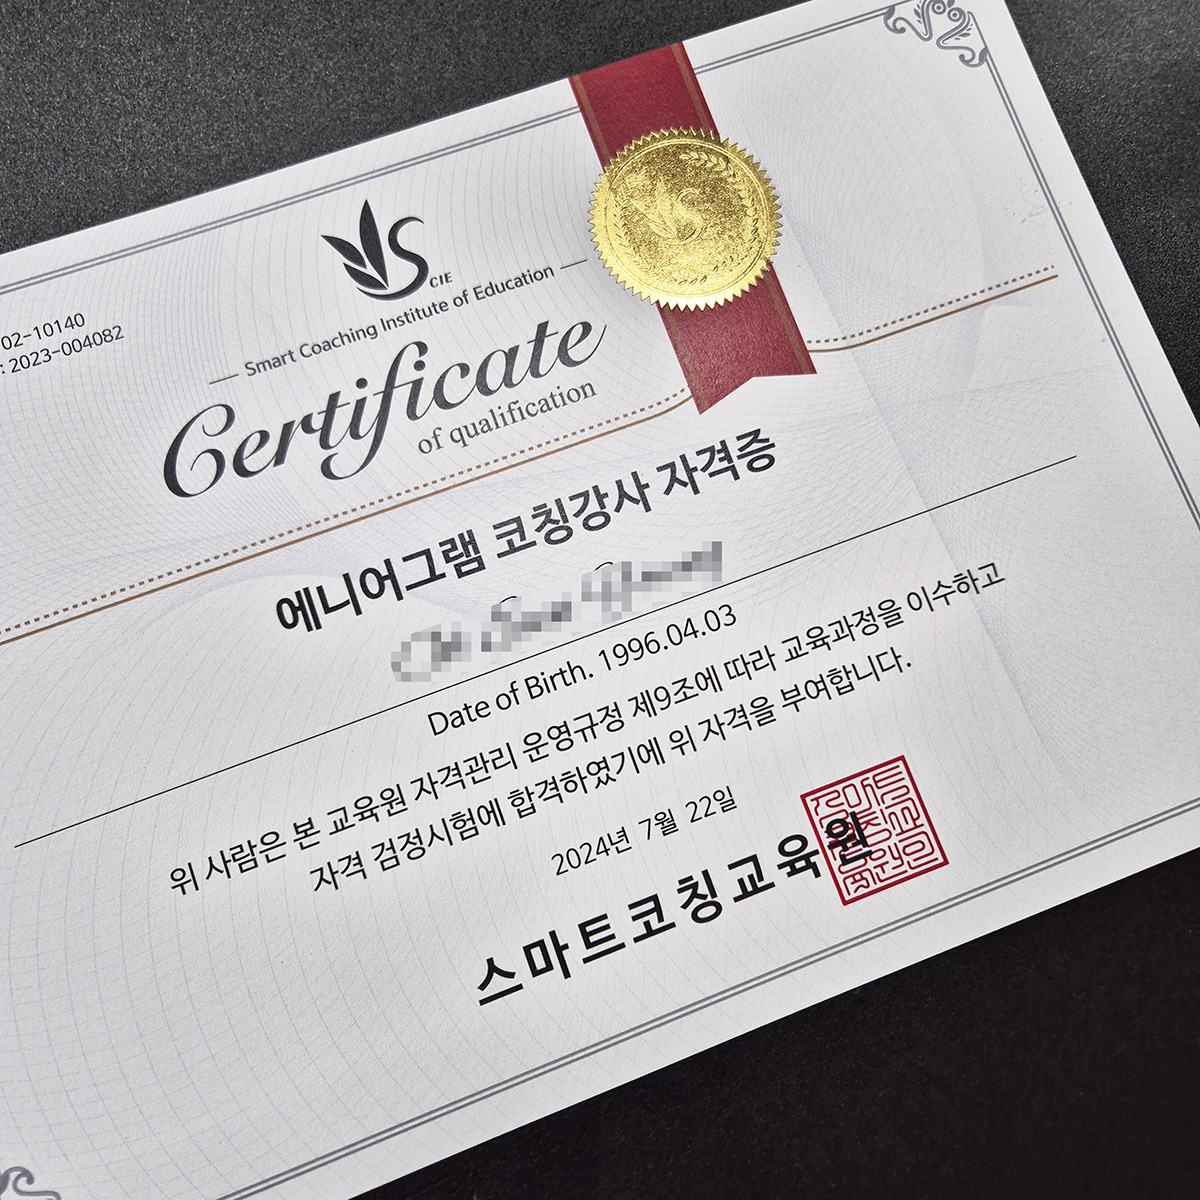 02-10140
: 2023-004082
VS CIE
Smart Coaching Institute of Education
Certificate
of qualification
에니어그램 코칭강사 자격증
Date of Birth. 1996.04.03
위 사람은 본 교육원 자격관리 운영규정 제9조에 따라 교육과정을 이수하고
자격 검정시험에 합격하였기에 위 자격을 부여합니다.
2024년 7월 22일
스마트코칭교육원